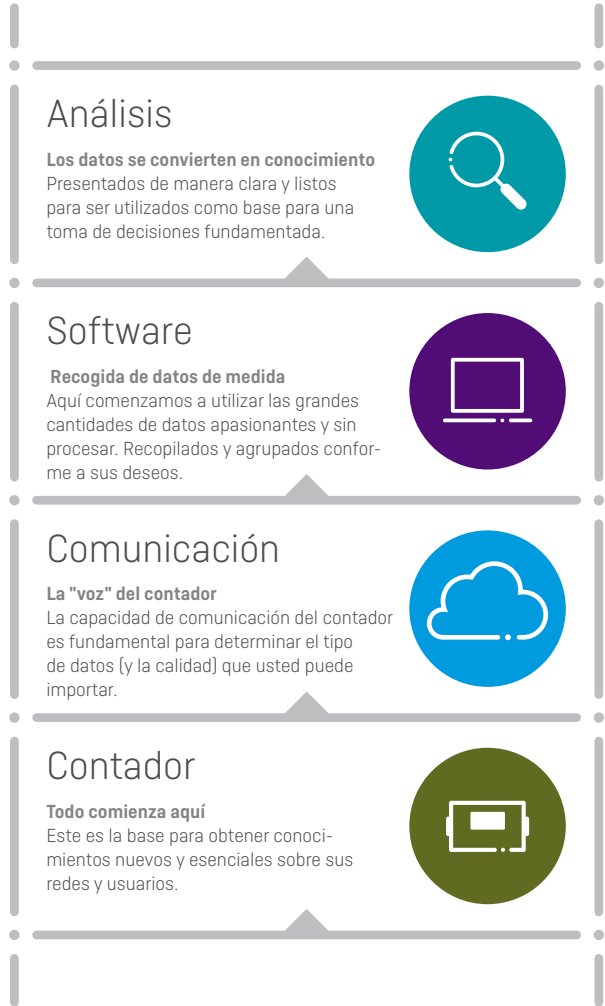 Análisis
Los datos se convierten en conocimiento
Presentados de manera clara y listos
para ser utilizados como base para una
toma de decisiones fundamentada.
Software
Recogida de datos de medida
Aquí comenzamos a utilizar las grandes
cantidades de datos apasionantes y sin
procesar. Recopilados y agrupados confor-
me a sus deseos.
Comunicación
La "voz" del contador
La capacidad de comunicación del contador
es fundamental para determinar el tipo
de datos (y la calidad) que usted puede
importar.
Contador
Todo comienza aquí
Este es la base para obtener conoci-
mientos nuevos y esenciales sobre sus
redes y usuarios.